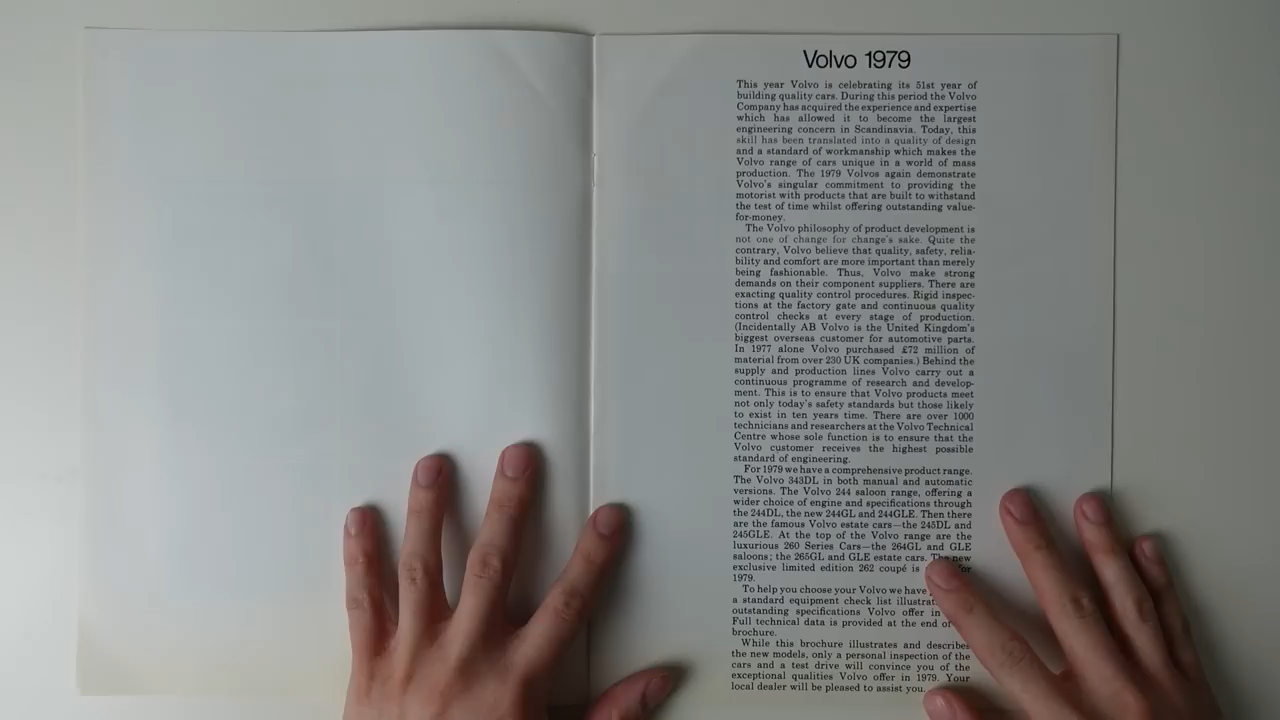 Volvo 1979
This year Volvo is celebrating its 51st year of
building quality cars. During this period the Volvo
Company has acquired the experience and expertise
which has allowed it to become the largest
engineering concern in Scandinavia. Today, this
skill has been translated into a quality of design
and a standard of workmanship which makes the
Volvo range of cars unique in a world of mass
production. The 1979 Volvos again demonstrate
Volvo's singular commitment to providing the
motorist with products that are built to withstand
the test of time whilst offering outstanding value-
for-money.
The Volvo philosophy of product development is
not one of change for change's sake. Quite the
contrary, Volvo believe that quality, safety, relia-
bility and comfort are more important than merely
being fashionable. Thus, Volvo make strong
demands on their component suppliers. There are
exacting quality control procedures. Rigid inspec-
tions at the factory gate and continuous quality
control checks at every stage of production.
(Incidentally AB Volvo is the United Kingdom's
biggest overseas customer for automotive parts.
In 1977 alone Volvo purchased £72 million of
material from over 230 UK companies.) Behind the
supply and production lines Volvo carry out a
continuous programme of research and develop-
ment. This is to ensure that Volvo products meet
not only today's safety standards but those likely
to exist in ten years time. There are over 1000
technicians and researchers at the Volvo Technical
Centre whose sole function is to ensure that the
Volvo customer receives the highest possible
standard of engineering.
For 1979 we have a comprehensive product range.
The Volvo 343DL in both manual and automatic
versions. The Volvo 244 saloon range, offering a
wider choice of engine and specifications through
the 244DL, the new 244GL and 244GLE. Then there
are the famous Volvo estate cars—the 245DL and
245GLE. At the top of the Volvo range are the
luxurious 260 Series Cars—the 264GL and GLE
saloons; the 265GL and GLE estate cars. The new
exclusive limited edition 262 coupé is for
1979.
To help you choose your Volvo we have
a standard equipment check list
outstanding specifications Volvo offer in
Full technical data is provided at the end of
brochure.
While this brochure illustrates and describes
the new models, only a personal inspection of the
cars and a test drive will convince you of the
exceptional qualities Volvo offer in 1979. Your
local dealer will be pleased to assist you.